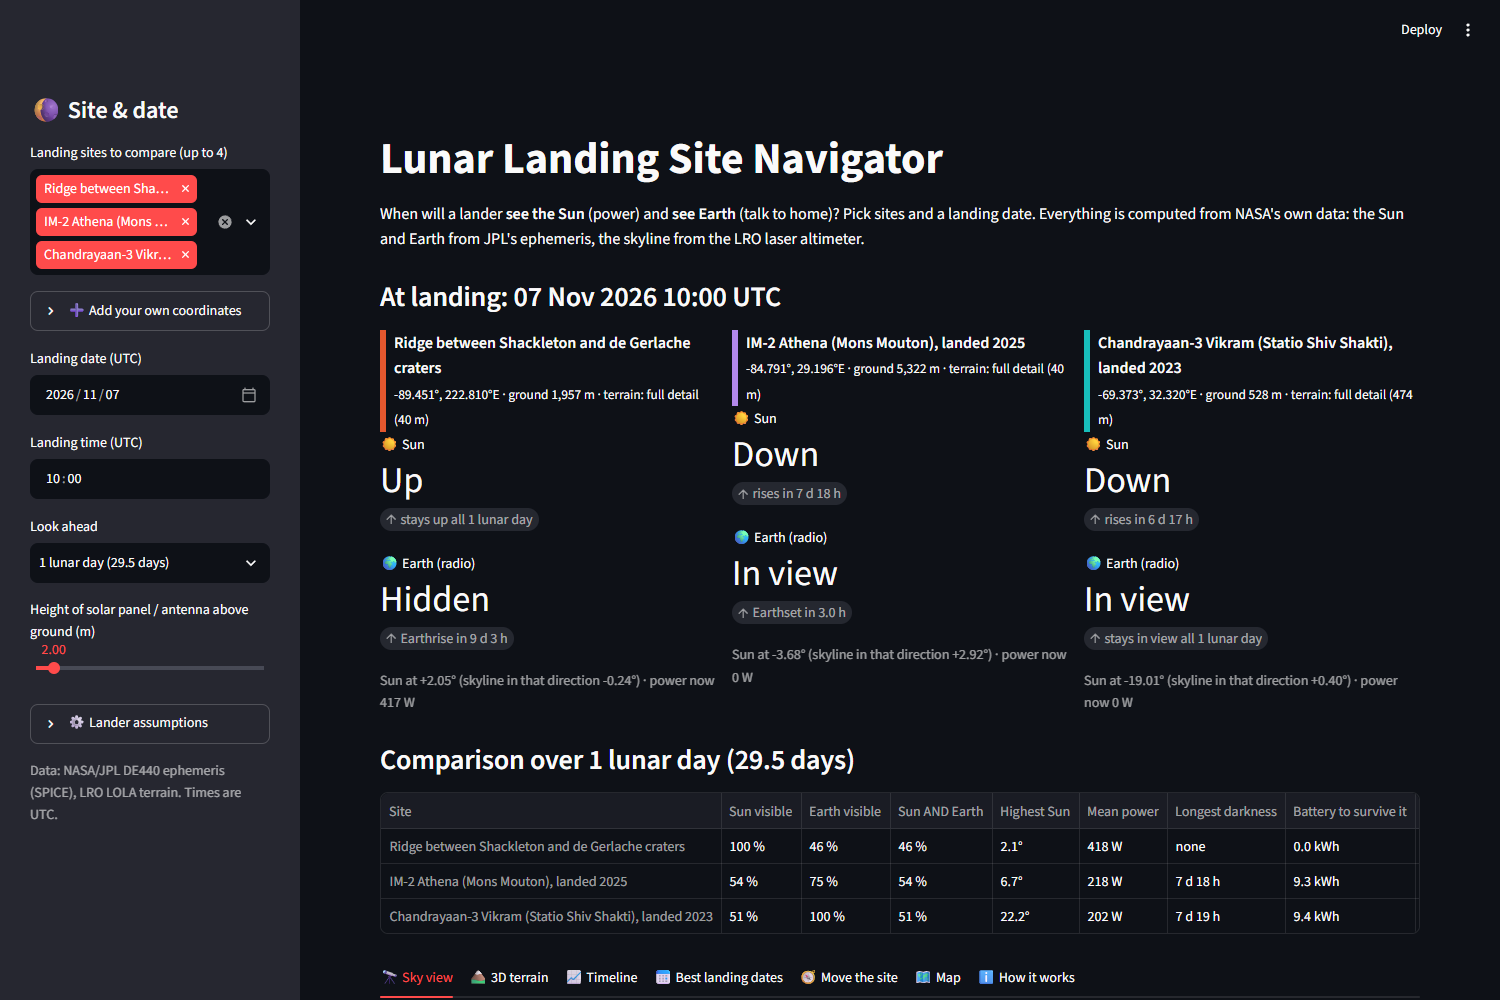 Deploy
Site & date
Landing sites to compare (up to 4)
Ridge between Sha... ×
IM-2 Athena (Mons ... ×
Chandrayaan-3 Vikr... ×
Add your own coordinates
Landing date (UTC)
2026/11/07
Landing time (UTC)
10:00
Look ahead
1 lunar day (29.5 days)
Height of solar panel / antenna above
ground (m)
2.00
Lander assumptions
Data: NASA/JPL DE440 ephemeris
(SPICE), LRO LOLA terrain. Times are
UTC.
Lunar Landing Site Navigator
When will a lander see the Sun (power) and see Earth (talk to home)? Pick sites and a landing date. Everything is computed from NASA's own data: the Sun
and Earth from JPL's ephemeris, the skyline from the LRO laser altimeter.
At landing: 07 Nov 2026 10:00 UTC
Ridge between Shackleton and de Gerlache
craters
-89.451°, 222.810°E · ground 1,957 m · terrain: full detail
(40 m)
Sun
Up
↑ stays up all 1 lunar day
Earth (radio)
Hidden
↑ Earthrise in 9 d 3 h
Sun at +2.05° (skyline in that direction -0.24°) · power now
417 W
IM-2 Athena (Mons Mouton), landed 2025
-84.791°, 29.196°E · ground 5,322 m · terrain: full detail (40
m)
Sun
Down
↑ rises in 7 d 18 h
Earth (radio)
In view
↑ Earthset in 3.0 h
Sun at -3.68° (skyline in that direction +2.92°) · power now
0 W
Chandrayaan-3 Vikram (Statio Shiv Shakti),
landed 2023
-69.373°, 32.320°E · ground 528 m · terrain: full detail (474
m)
Sun
Down
↑ rises in 6 d 17 h
Earth (radio)
In view
↑ stays in view all 1 lunar day
Sun at -19.01° (skyline in that direction +0.40°) · power
now 0 W
Comparison over 1 lunar day (29.5 days)
Site Sun visible Earth visible Sun AND Earth Highest Sun Mean power Longest darkness Battery to survive it
Ridge between Shackleton and de Gerlache craters 100 % 46 % 46 % 2.1° 418 W none 0.0 kWh
IM-2 Athena (Mons Mouton), landed 2025 54 % 75 % 54 % 6.7° 218 W 7 d 18 h 9.3 kWh
Chandrayaan-3 Vikram (Statio Shiv Shakti), landed 2023 51 % 100 % 51 % 22.2° 202 W 7 d 19 h 9.4 kWh
Sky view 3D terrain Timeline Best landing dates Move the site Map How it works